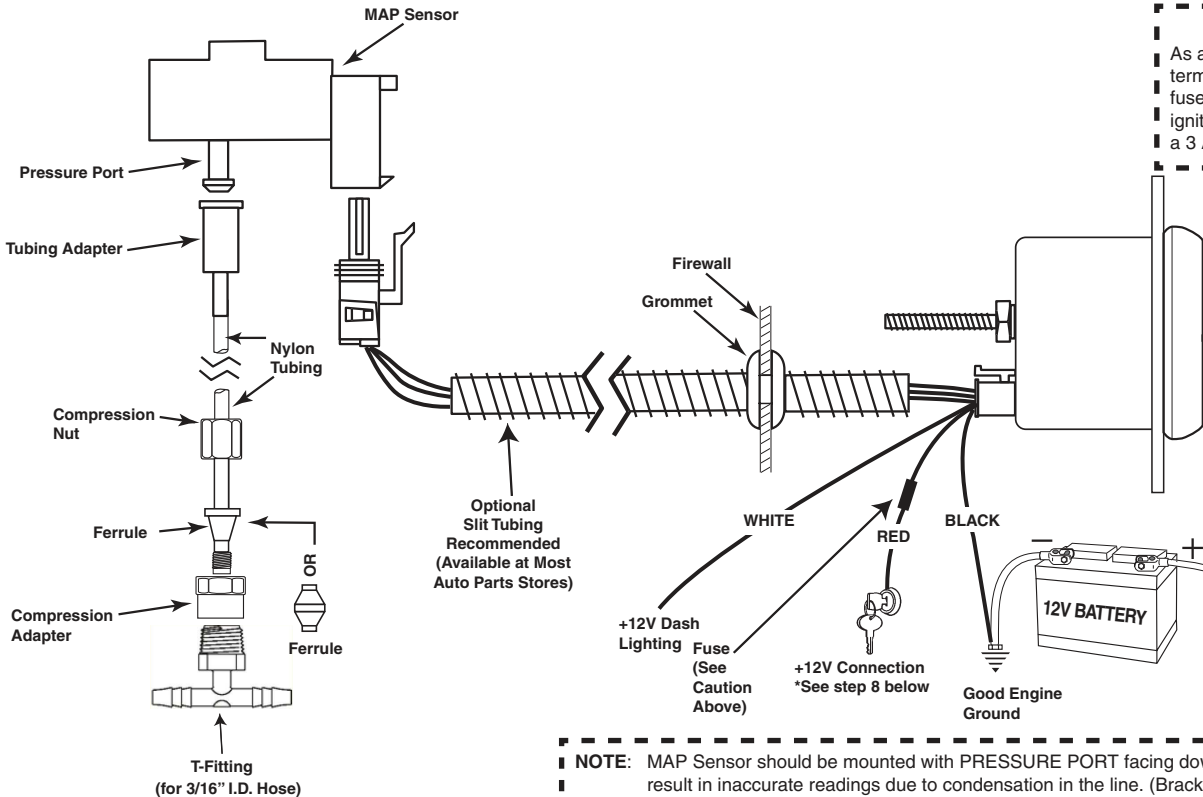 MAP Sensor
As a
term
fuse
ignit
a 3 A
Pressure Port
Tubing Adapter
Firewall
Grommet
Nylon
Tubing
Compression
Nut
Optional
Slit Tubing
Recommended
(Available at Most
Auto Parts Stores)
Ferrule
OR
WHITE
RED
BLACK
– +
12V BATTERY
Compression
Adapter
Ferrule
+12V Dash
Lighting
Fuse
(See
Caution
Above)
+12V Connection
*See step 8 below
Good Engine
Ground
T-Fitting
(for 3/16" I.D. Hose)
NOTE: MAP Sensor should be mounted with PRESSURE PORT facing dow
result in inaccurate readings due to condensation in the line. (Brack